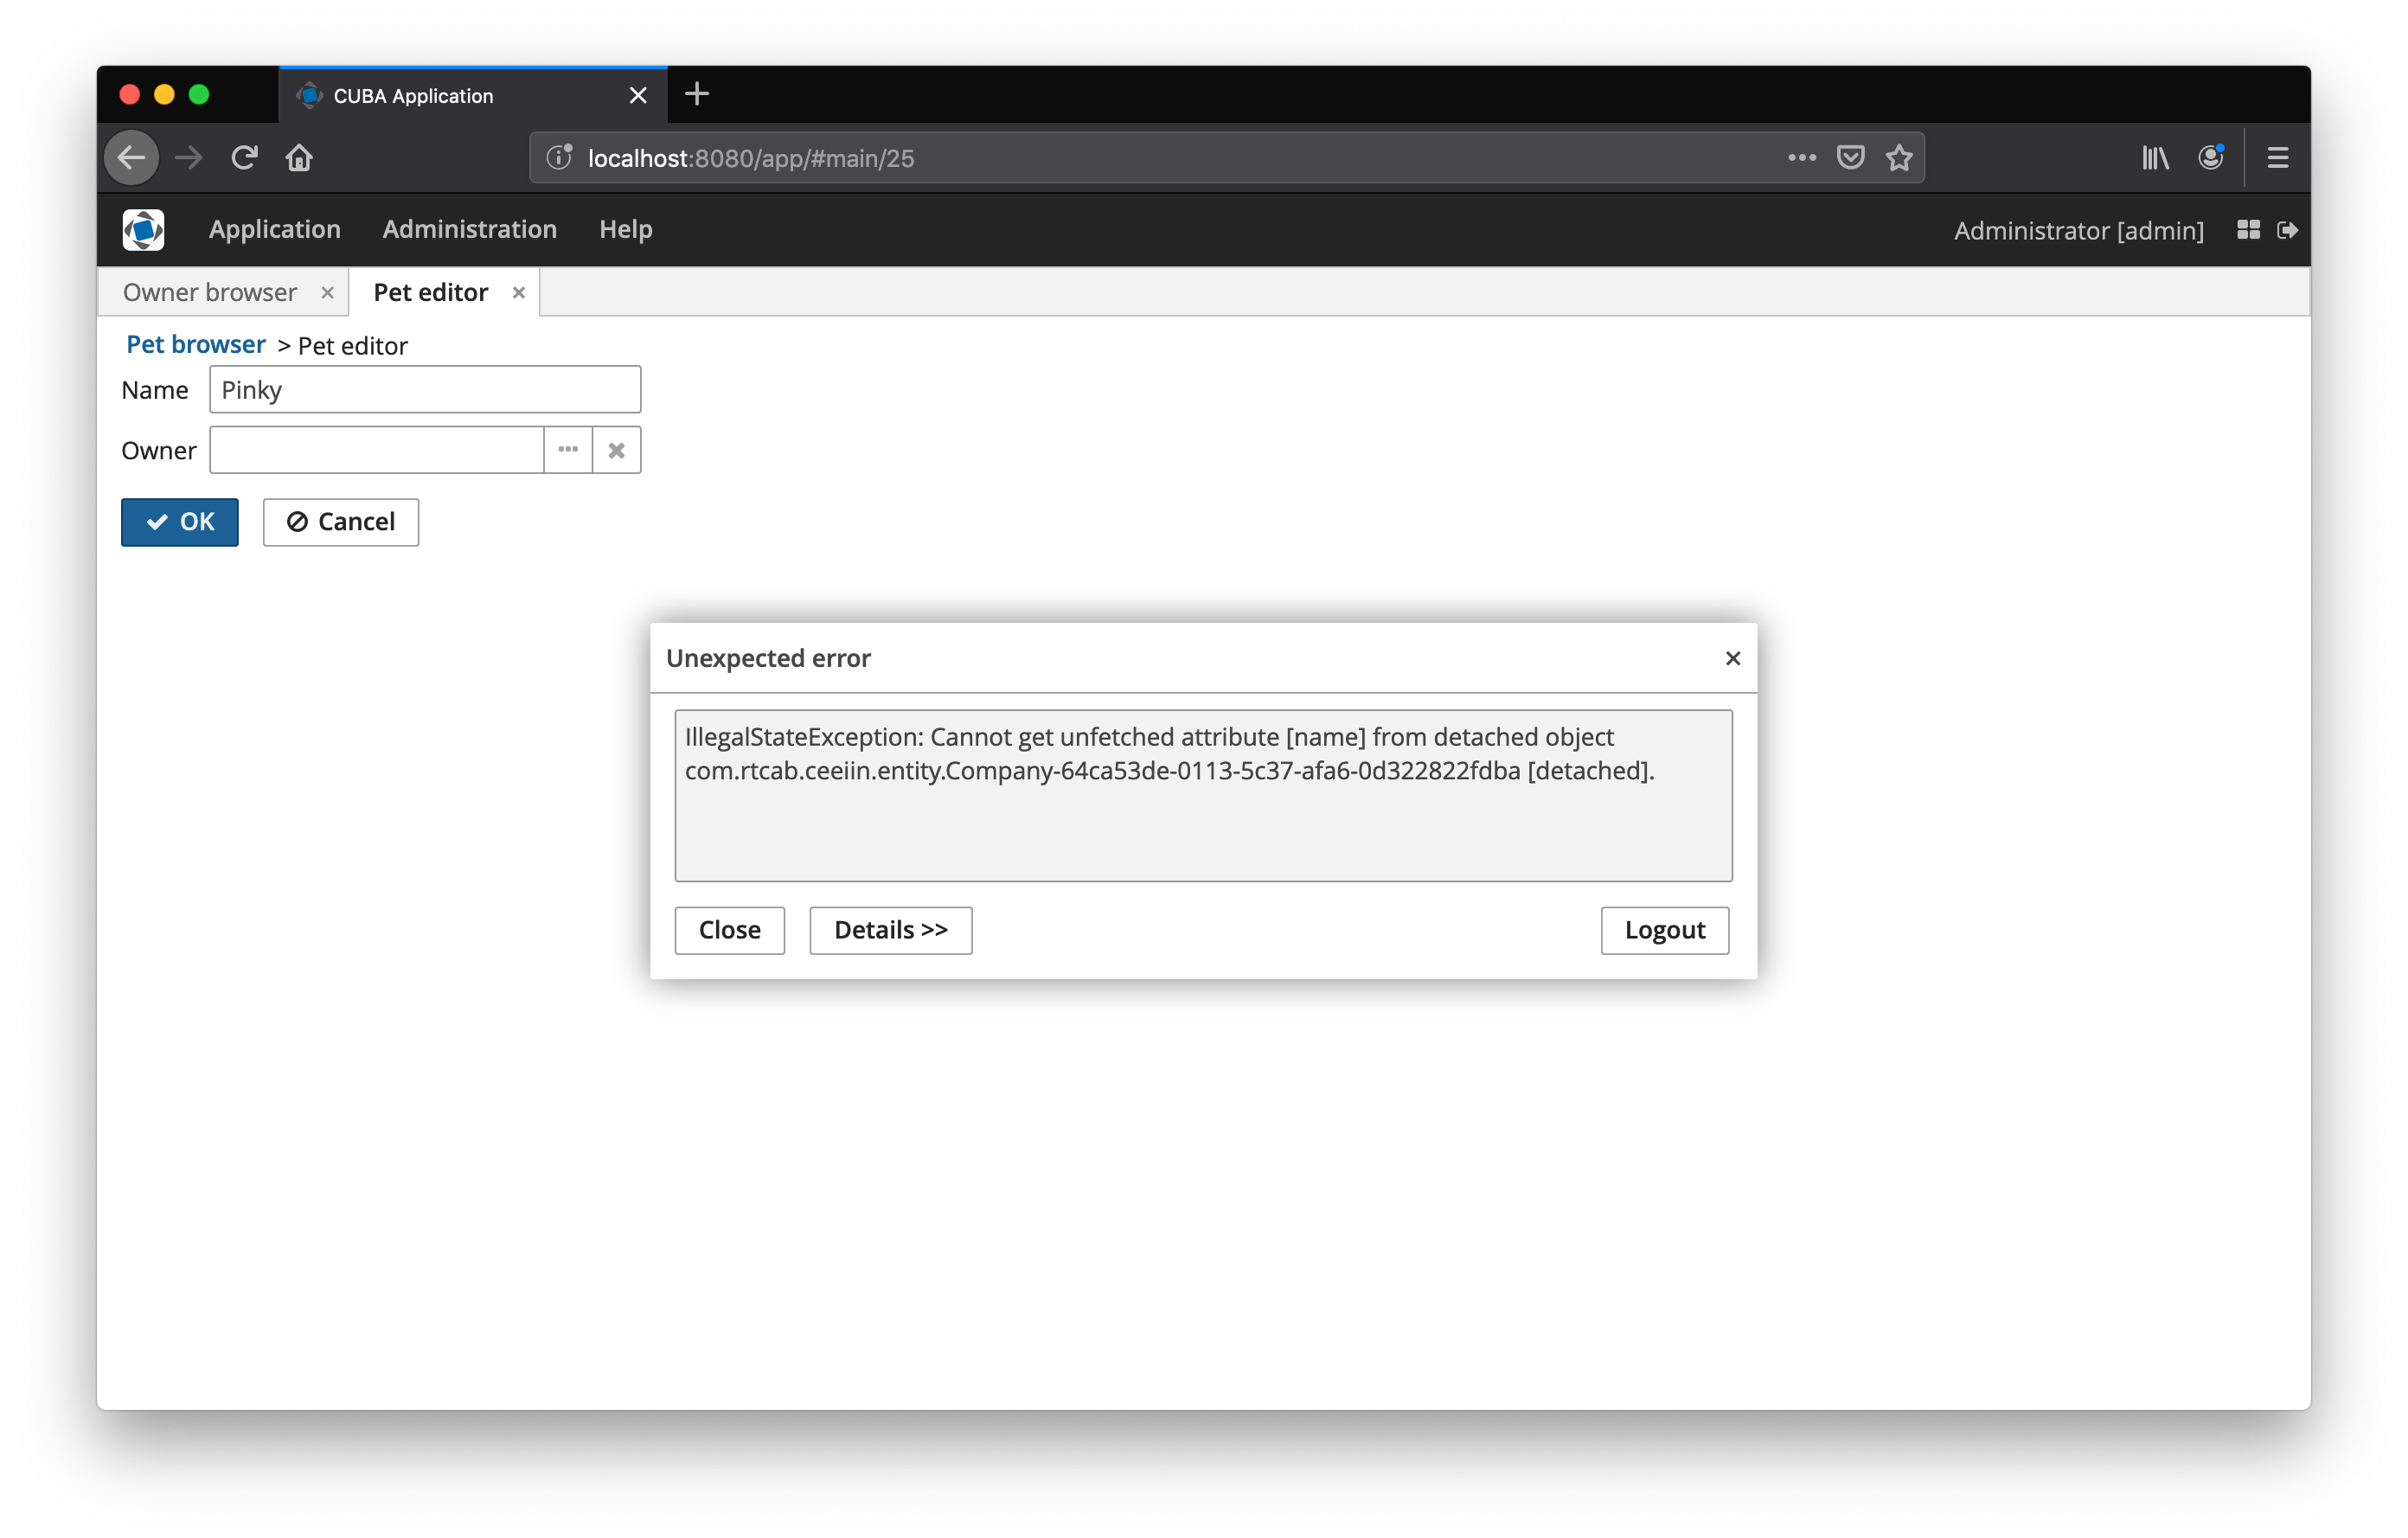 CUBA Application
localhost:8080/app/#main/25
Application Administration Help Administrator [admin]
Owner browser Pet editor
Pet browser > Pet editor
Name Pinky
Owner
OK Cancel
Unexpected error
IllegalStateException: Cannot get unfetched attribute [name] from detached object
com.rtcab.ceeiin.entity.Company-64ca53de-0113-5c37-afa6-0d322822fdba [detached].
Close Details >> Logout